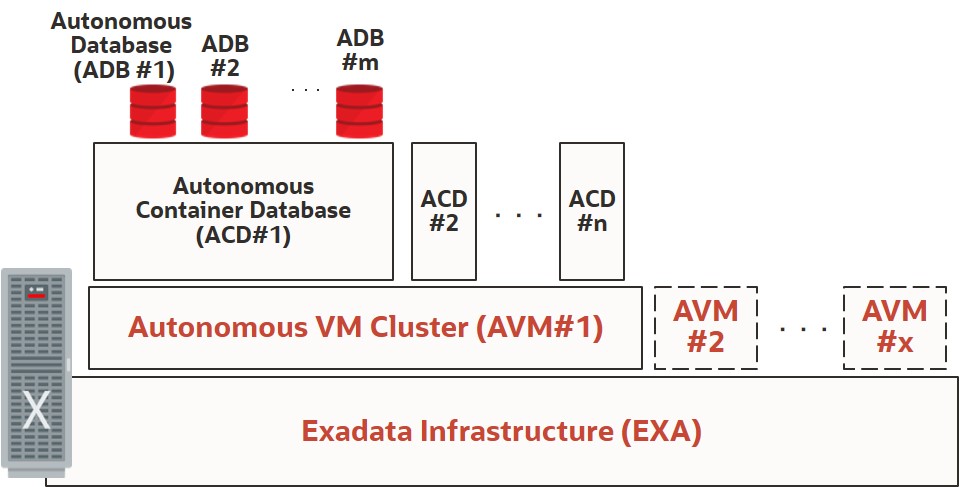 Autonomous
Database
(ADB #1)
ADB
#2
. . .
ADB
#m
Autonomous
Container Database
(ACD#1)
ACD
#2
. . .
ACD
#n
Autonomous VM Cluster (AVM#1)
AVM
#2
. . .
AVM
#x
X
Exadata Infrastructure (EXA)